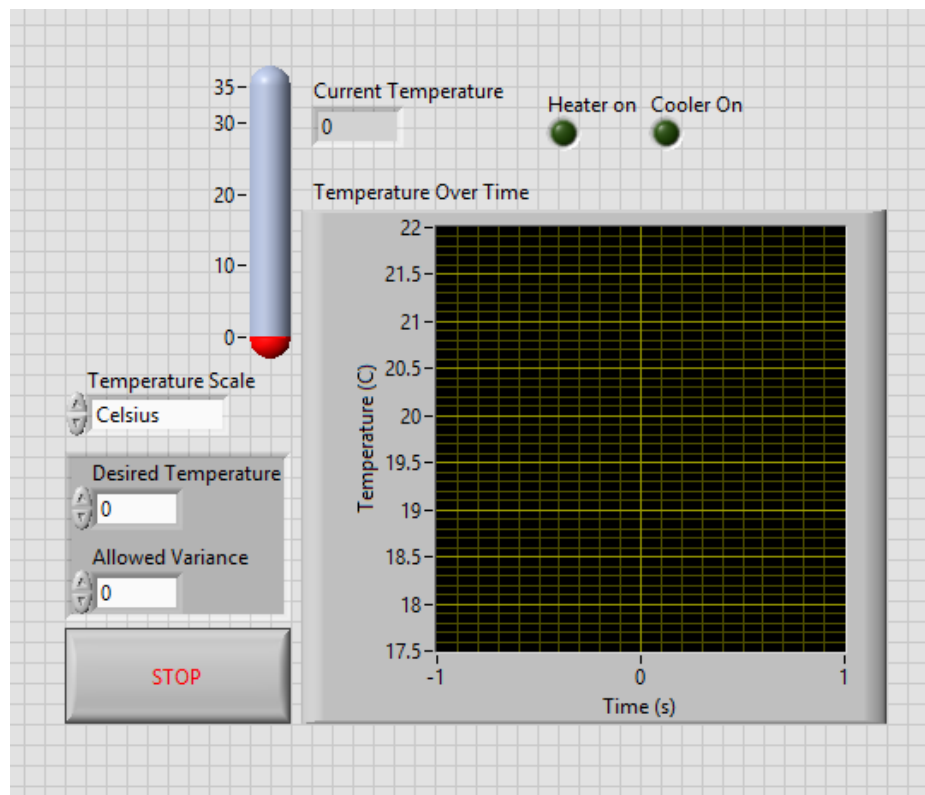 35
30
20
10
0
Current Temperature
0
Heater on
Cooler On
Temperature Over Time
22
21.5
21
20.5
20
19.5
19
18.5
18
17.5
Temperature (C)
-1
0
1
Time (s)
Temperature Scale
Celsius
Desired Temperature
0
Allowed Variance
0
STOP